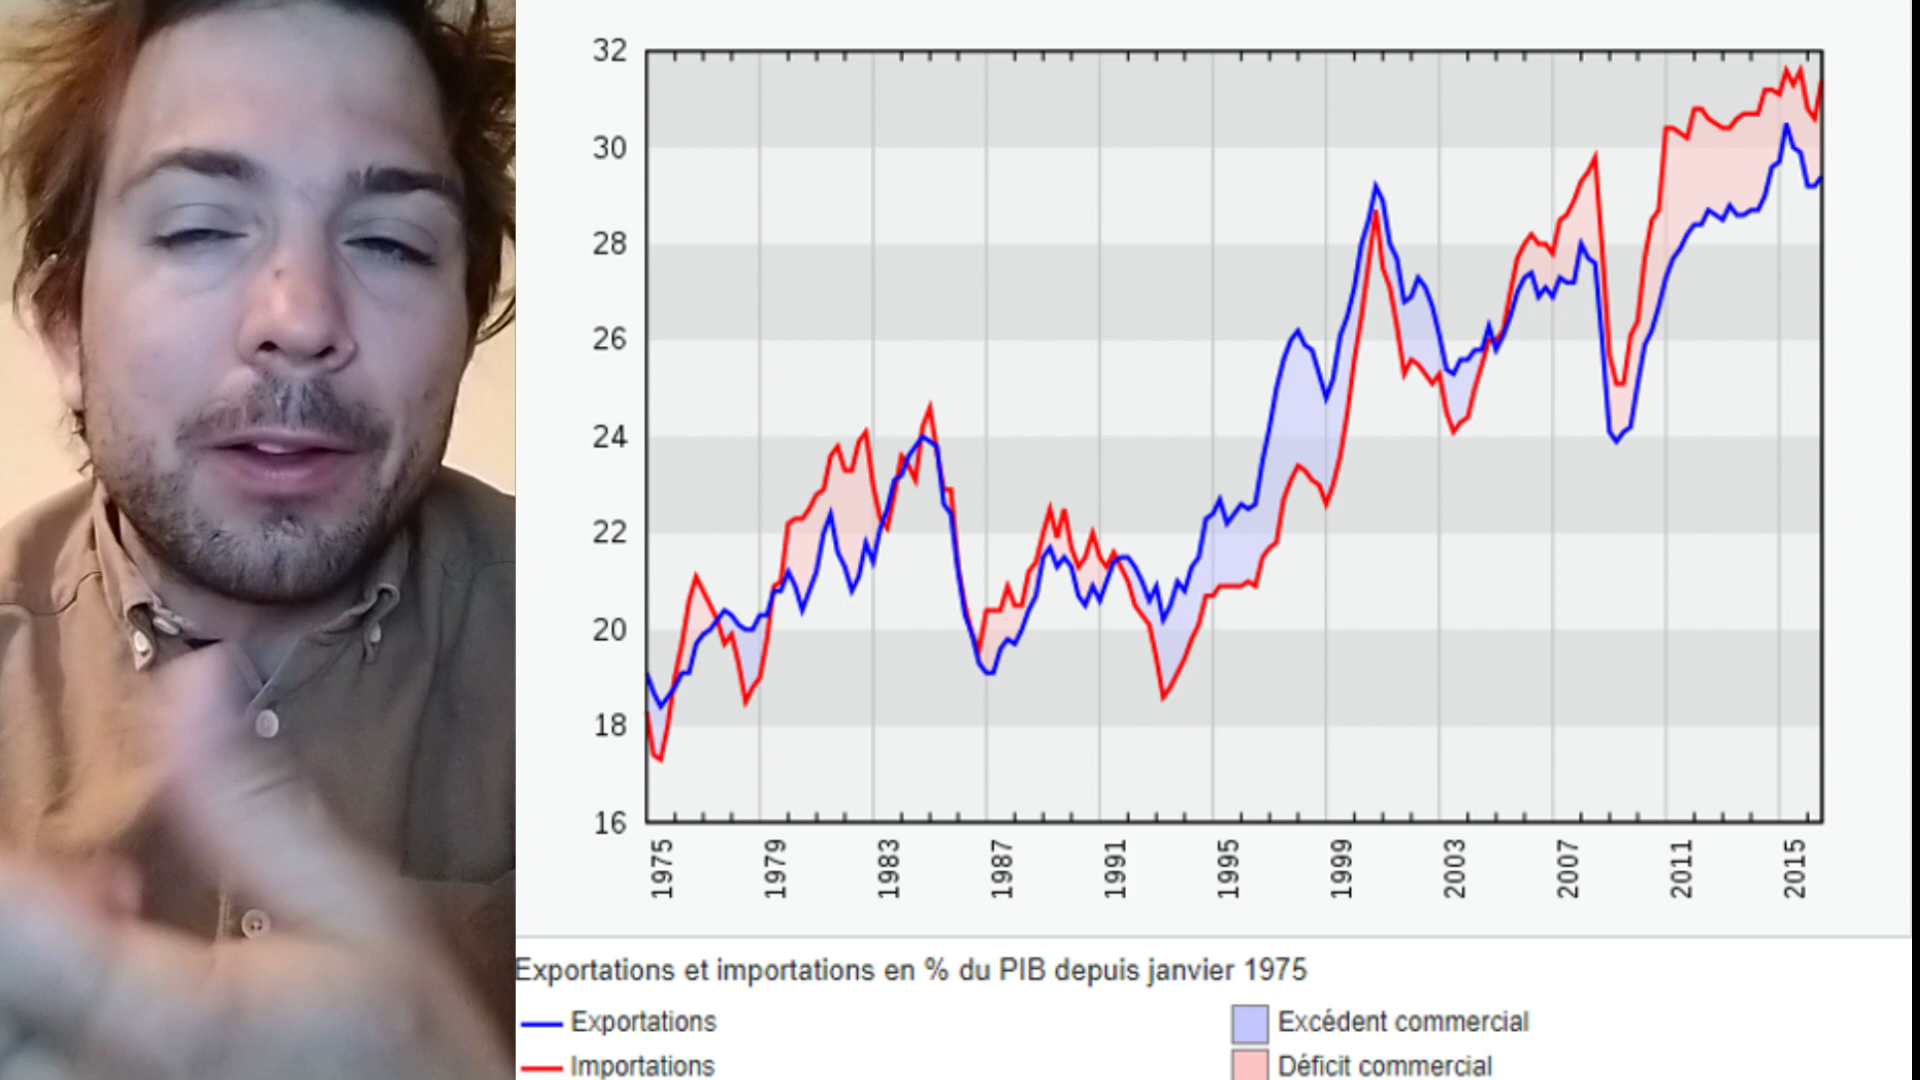 32
30
28
26
24
22
20
18
16
1975 1979 1983 1987 1991 1995 1999 2003 2007 2011 2015
Exportations et importations en % du PIB depuis janvier 1975
Exportations Excédent commercial
Importations Déficit commercial